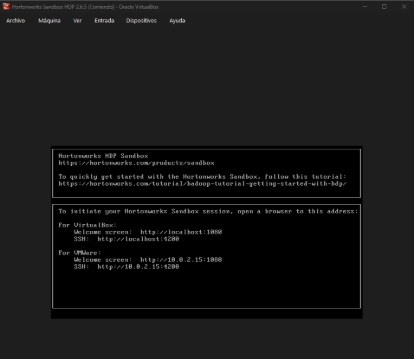 Hortonworks Sandbox HDP 2.6.5 [Corriendo] - Oracle VirtualBox
Archivo Máquina Ver Entrada Dispositivos Ayuda
Hortonworks HDP Sandbox
https://hortonworks.com/products/sandbox
To quickly get started with the Hortonworks Sandbox, follow this tutorial:
https://hortonworks.com/tutorial/hadoop-tutorial-getting-started-with-hdp/
To initiate your Hortonworks Sandbox session, open a browser to this address:
For VirtualBox:
Welcome screen: http://localhost:1080
SSH: http://localhost:4200
For VMWare:
Welcome screen: http://10.0.2.15:1080
SSH: http://10.0.2.15:4200